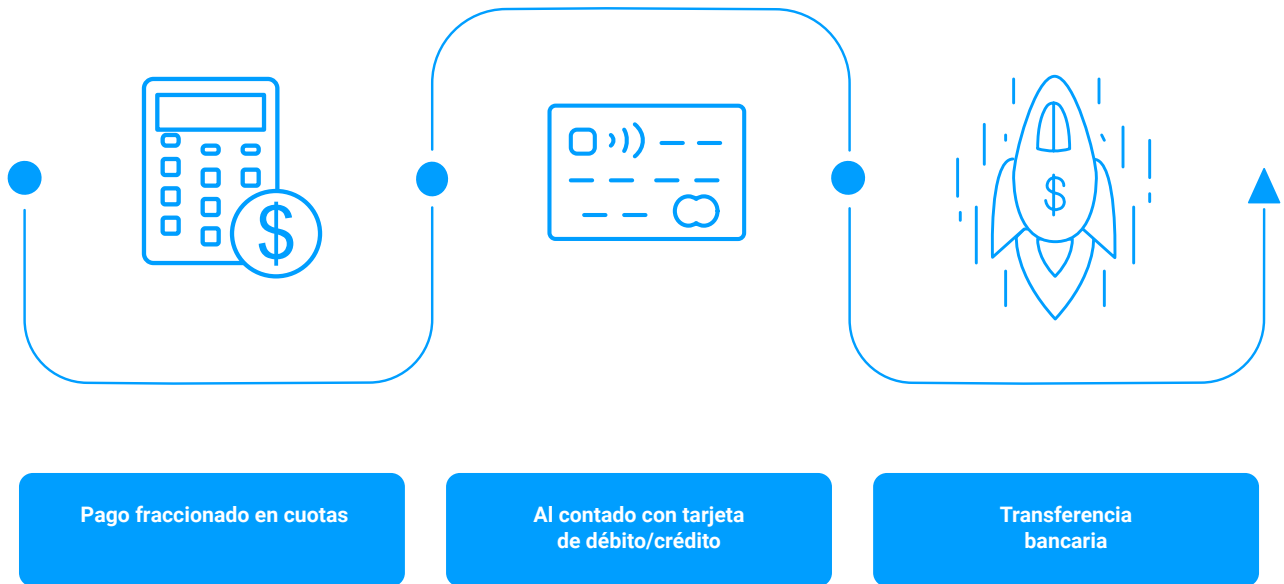 $
$
Pago fraccionado en cuotas
Al contado con tarjeta
de débito/crédito
Transferencia
bancaria